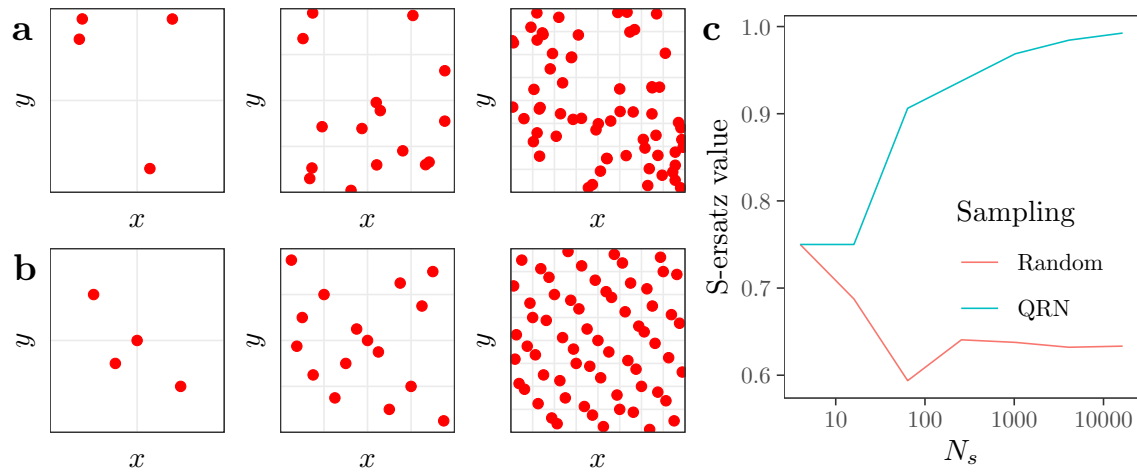 a
y
x
y
x
y
x
b
y
x
y
x
y
x
c
S-ersatz value
1.0
0.9
0.8
0.7
0.6
Sampling
Random
QRN
10
100
1000
10000
N_s